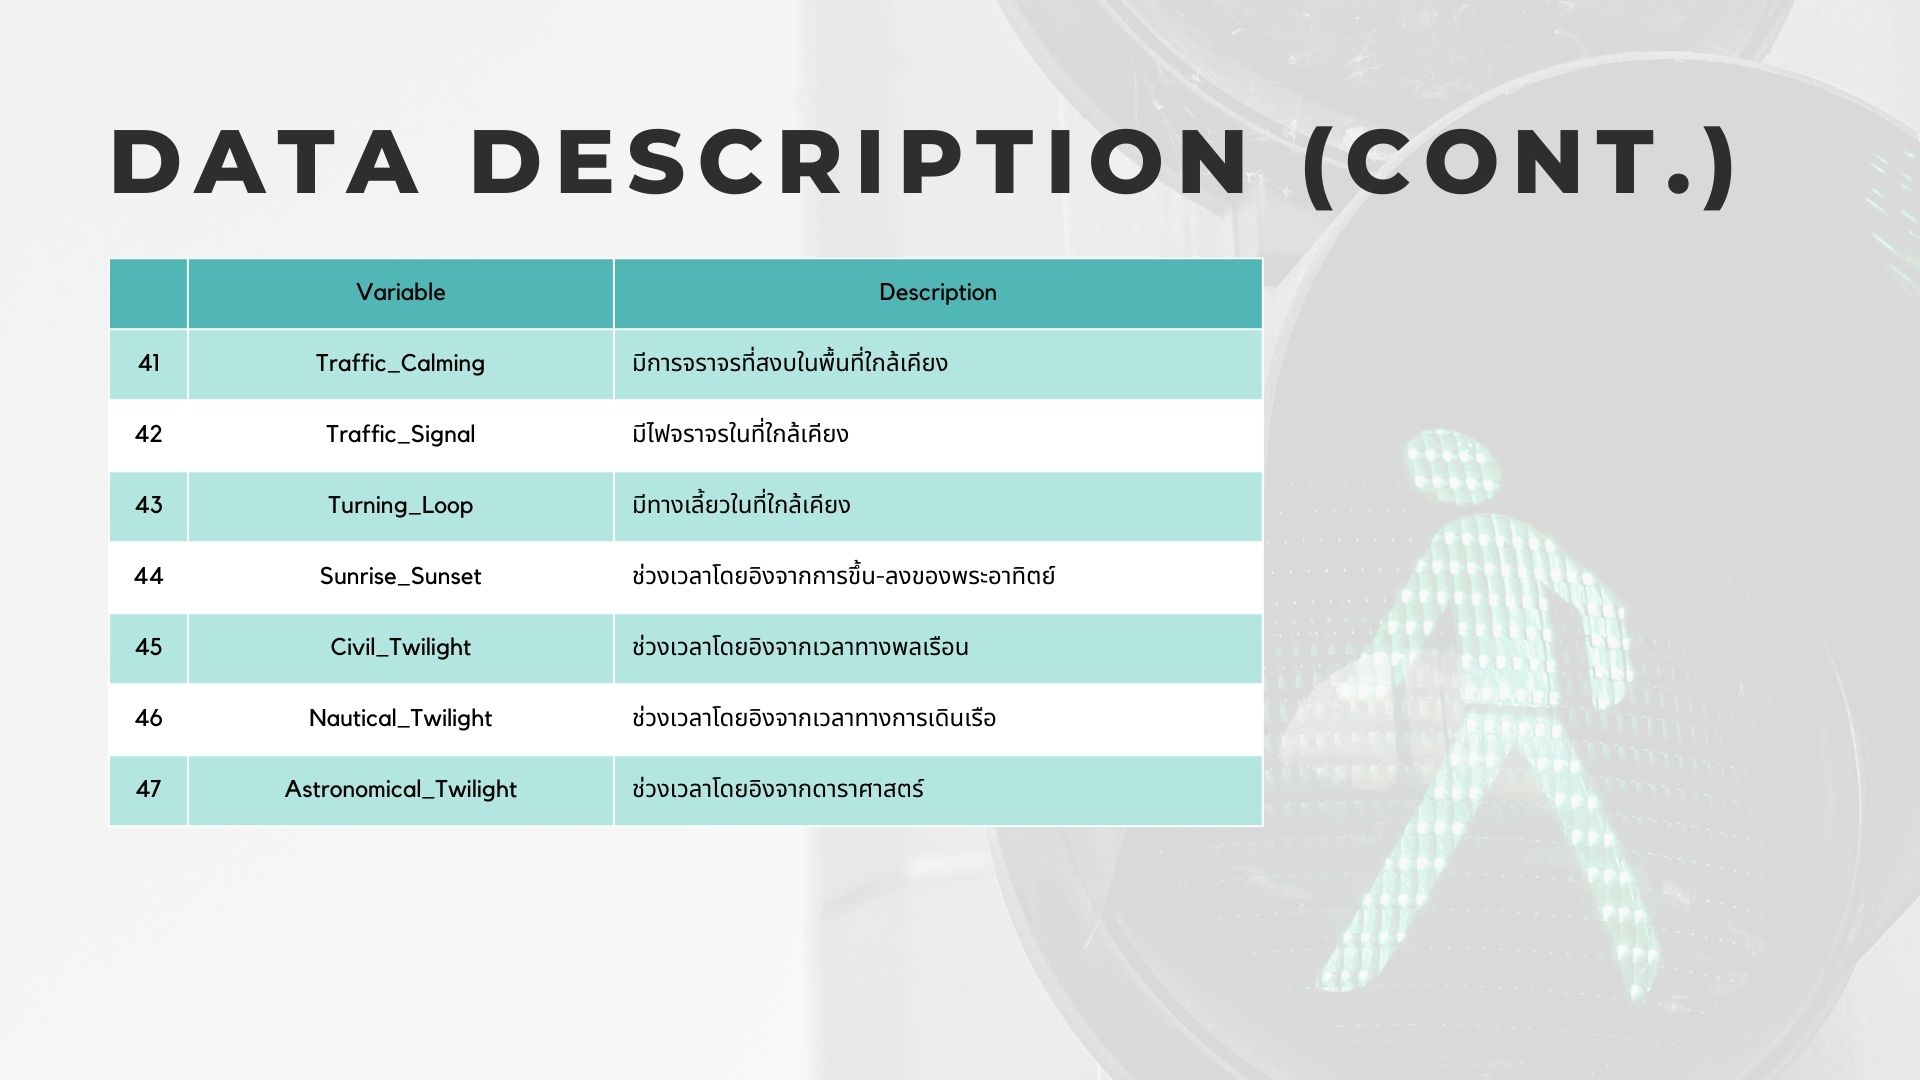 DATA DESCRIPTION (CONT.)
Variable Description
41 Traffic_Calming มีการจราจรที่สงบในพื้นที่ใกล้เคียง
42 Traffic_Signal มีไฟจราจรในที่ใกล้เคียง
43 Turning_Loop มีทางเลี้ยวในที่ใกล้เคียง
44 Sunrise_Sunset ช่วงเวลาโดยอิงจากการขึ้น-ลงของพระอาทิตย์
45 Civil_Twilight ช่วงเวลาโดยอิงจากเวลาทางพลเรือน
46 Nautical_Twilight ช่วงเวลาโดยอิงจากเวลาทางการเดินเรือ
47 Astronomical_Twilight ช่วงเวลาโดยอิงจากดาราศาสตร์